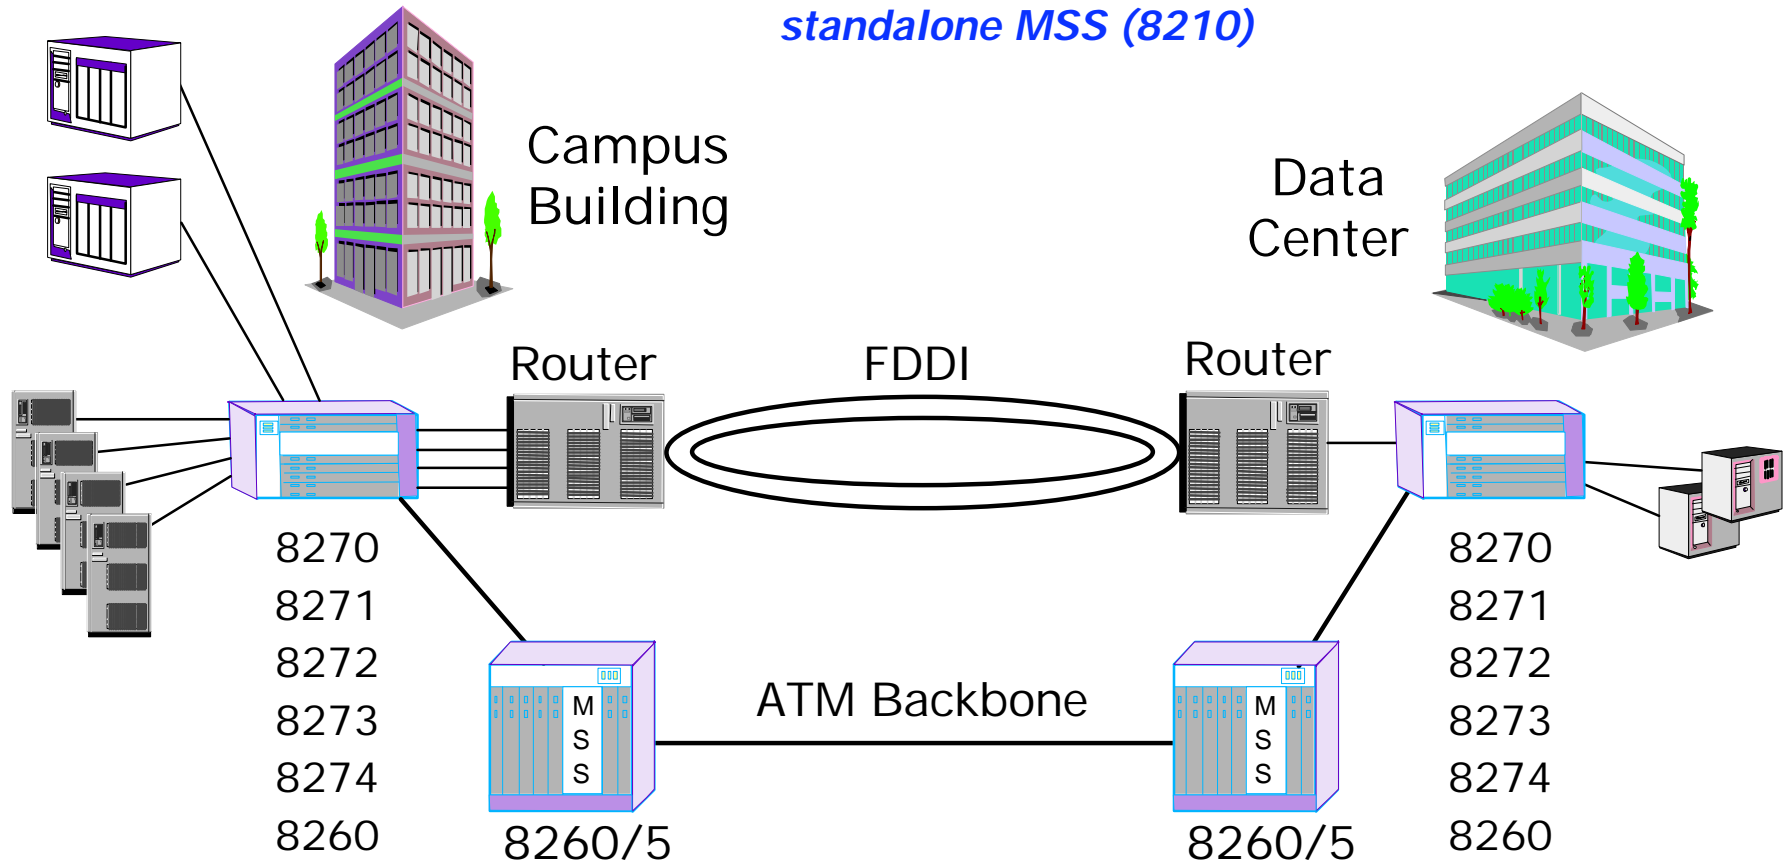 standalone MSS (8210)
Campus
Building
Data
Center
Router
FDDI
Router
8270
8271
8272
8273
8274
8260
M
S
S
8260/5
ATM Backbone
M
S
S
8260/5
8270
8271
8272
8273
8274
8260